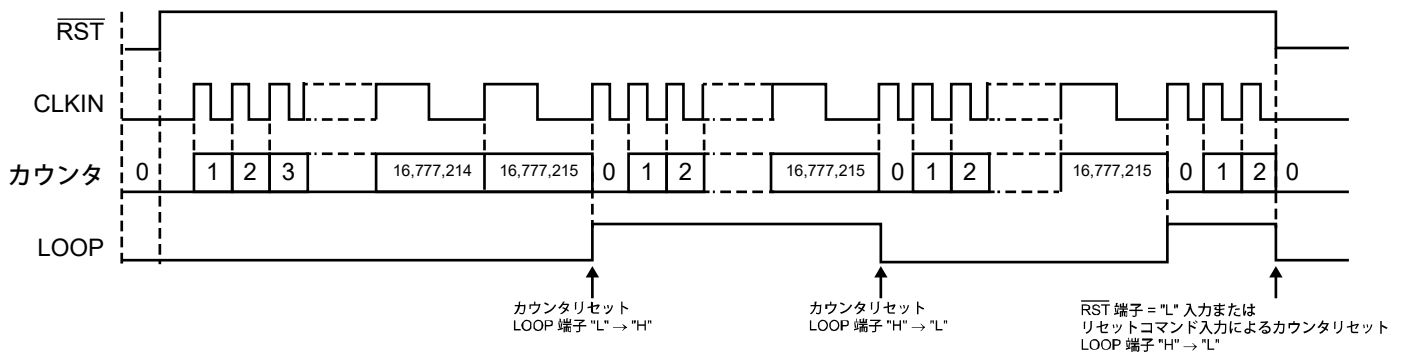 RST
CLKIN
カウンタ 0 1 2 3 16,777,214 16,777,215 0 1 2 16,777,215 0 1 2 16,777,215 0 1 2 0
LOOP
カウンタリセット
LOOP 端子 "L" → "H"
カウンタリセット
LOOP 端子 "H" → "L"
RST 端子 = "L" 入力または
リセットコマンド入力によるカウンタリセット
LOOP 端子 "H" → "L"